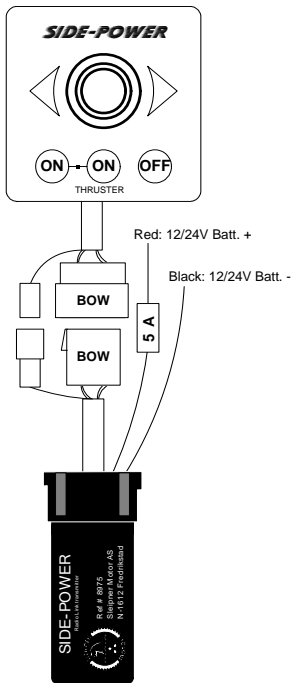 SIDE-POWER
ON ON OFF
THRUSTER
Red: 12/24V Batt. +
Black: 12/24V Batt. -
BOW
5 A
BOW
SIDE-POWER
Radio Link transmitter
Ref # 8975
Sleipner Motor AS
N-1612 Fredrikstad